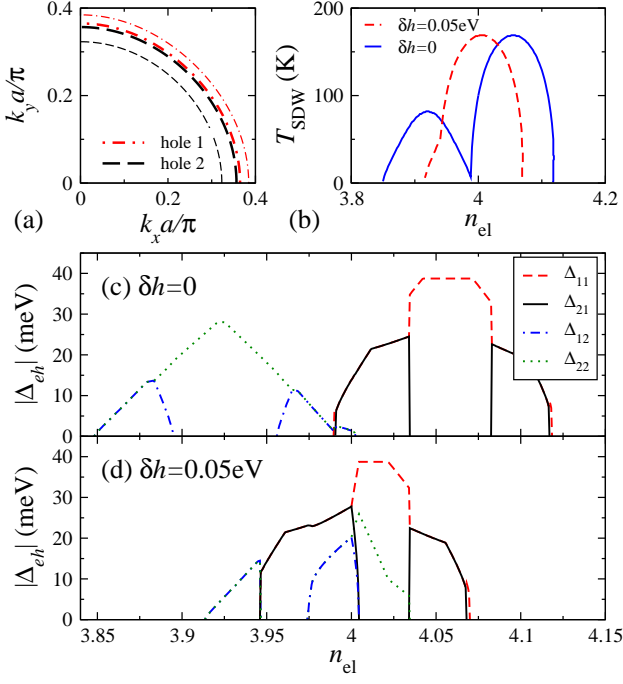 0.4
0.2
0
0 0.2 0.4
k_y a/π
k_x a/π
hole 1
hole 2
(a)
200
100
0
3.8 4 4.2
T_SDW (K)
n_el
δh=0.05eV
δh=0
(b)
40
30
20
10
0
|Δ_eh| (meV)
(c) δh=0
Δ_11
Δ_21
Δ_12
Δ_22
40
30
20
10
0
|Δ_eh| (meV)
(d) δh=0.05eV
3.85 3.9 3.95 4 4.05 4.1 4.15
n_el